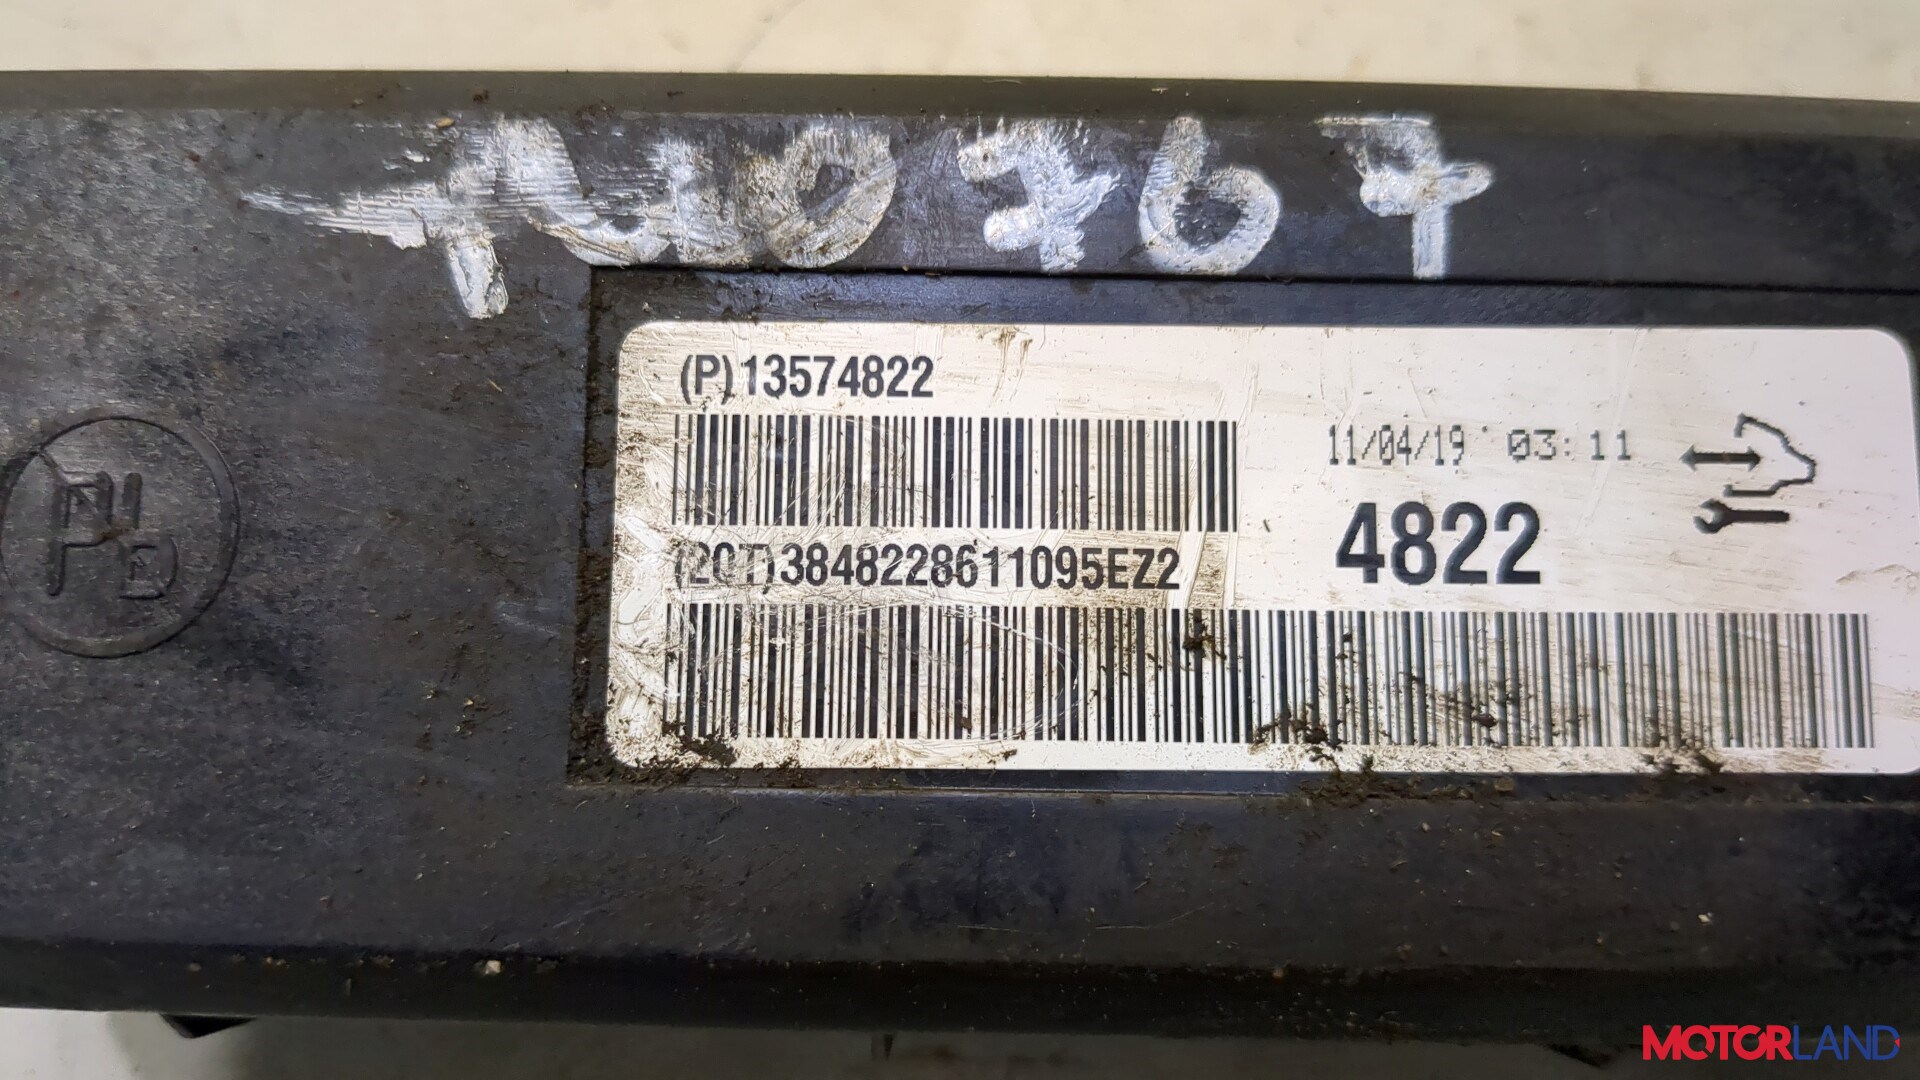 (P)13574822
11/04/19 03:11
4822
(20T)3848228611095EZ2
MOTORLAND